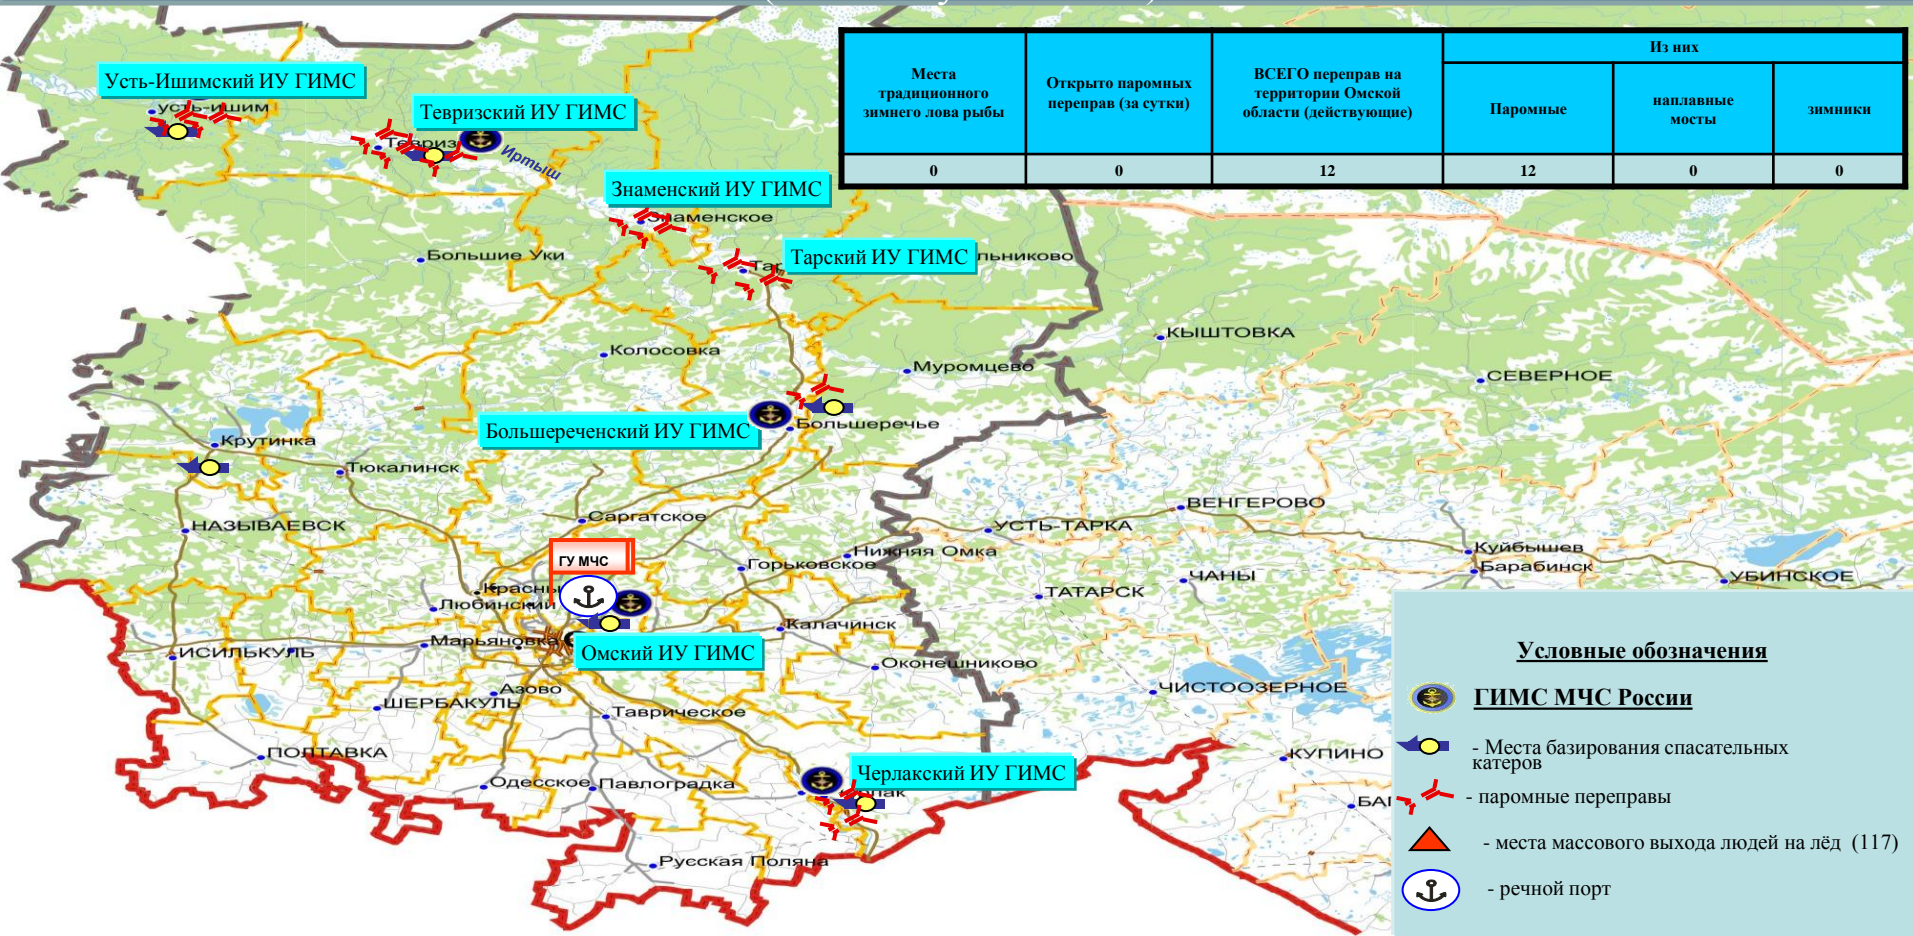 Из них
Места
традиционного
зимнего лова рыбы
Открыто паромных
переправ (за сутки)
ВСЕГО переправ на
территории Омской
области (действующие)
Паромные
наплавные
мосты
зимники
0
0
12
12
0
0
Усть-Ишимский ИУ ГИМС
усть-ишим
Тевризский ИУ ГИМС
Тевриз
Иртыш
Знаменский ИУ ГИМС
Знаменское
Большие Уки
Тарский ИУ ГИМС
льниково
КЫШТОВКА
Колосовка
Муромцево
СЕВЕРНОЕ
Большереченский ИУ ГИМС
Большеречье
Крутинка
Тюкалинск
ВЕНГЕРОВО
НАЗЫВАЕВСК
Саргатское
УСТЬ-ТАРКА
Нижняя Омка
Куйбышев
Барабинск
ГУ МЧС
Горьковское
ЧАНЫ
УБИНСКОЕ
Красны
Любинский
ТАТАРСК
Калачинск
Марьяновка
ИСИЛЬКУЛЬ
Омский ИУ ГИМС
Оконешниково
Азово
ЧИСТООЗЕРНОЕ
ШЕРБАКУЛЬ
Таврическое
ПОЛТАВКА
КУПИНО
Черлакский ИУ ГИМС
Одесское
Павлоградка
лак
БАГ
Русская Поляна
Условные обозначения
ГИМС МЧС России
- Места базирования спасательных
катеров
- паромные переправы
- места массового выхода людей на лёд (117)
- речной порт